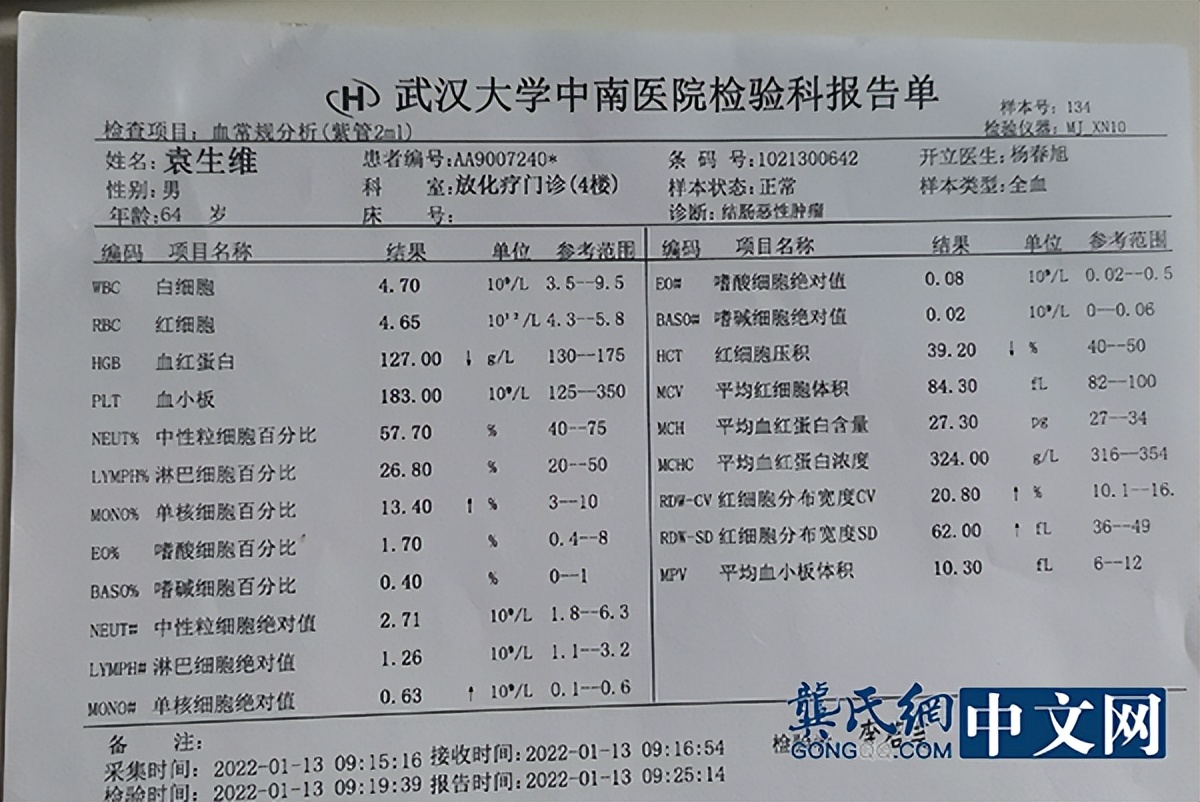 武汉大学中南医院检验科报告单
样本号: 134
检查项目: 血常规分析(紫管2ml)
检验仪器: MJ_XN10
姓名: 袁生维 患者编号:AA9007240* 条 码 号:1021300642 开立医生: 杨春旭
性别: 男 科 室:放化疗门诊(4楼) 样本状态: 正常 样本类型: 全血
年龄:64 岁 床 号: 诊断: 结肠恶性肿瘤
编码 项目名称 结果 单位 参考范围 编码 项目名称 结果 单位 参考范围
WBC 白细胞 4.70 10⁹/L 3.5--9.5 EO# 嗜酸细胞绝对值 0.08 10⁹/L 0.02--0.5
RBC 红细胞 4.65 10¹²/L 4.3--5.8 BASO# 嗜碱细胞绝对值 0.02 10⁹/L 0--0.06
HGB 血红蛋白 127.00 ↓ g/L 130--175 HCT 红细胞压积 39.20 ↓ % 40--50
PLT 血小板 183.00 10⁹/L 125--350 MCV 平均红细胞体积 84.30 fL 82--100
NEUT% 中性粒细胞百分比 57.70 % 40--75 MCH 平均血红蛋白含量 27.30 pg 27--34
LYMPH% 淋巴细胞百分比 26.80 % 20--50 MCHC 平均血红蛋白浓度 324.00 g/L 316--354
MONO% 单核细胞百分比 13.40 ↑ % 3--10 RDW-CV 红细胞分布宽度CV 20.80 ↑ % 10.1--16.
EO% 嗜酸细胞百分比 1.70 % 0.4--8 RDW-SD 红细胞分布宽度SD 62.00 ↑ fL 36--49
BASO% 嗜碱细胞百分比 0.40 % 0--1 MPV 平均血小板体积 10.30 fL 6--12
NEUT# 中性粒细胞绝对值 2.71 10⁹/L 1.8--6.3
LYMPH# 淋巴细胞绝对值 1.26 10⁹/L 1.1--3.2
MONO# 单核细胞绝对值 0.63 ↑ 10⁹/L 0.1--0.6
备 注:
采集时间: 2022-01-13 09:15:16 接收时间: 2022-01-13 09:16:54 检验
检验时间: 2022-01-13 09:19:39 报告时间: 2022-01-13 09:25:14
龚氏網 中文网
GONGQQ.COM